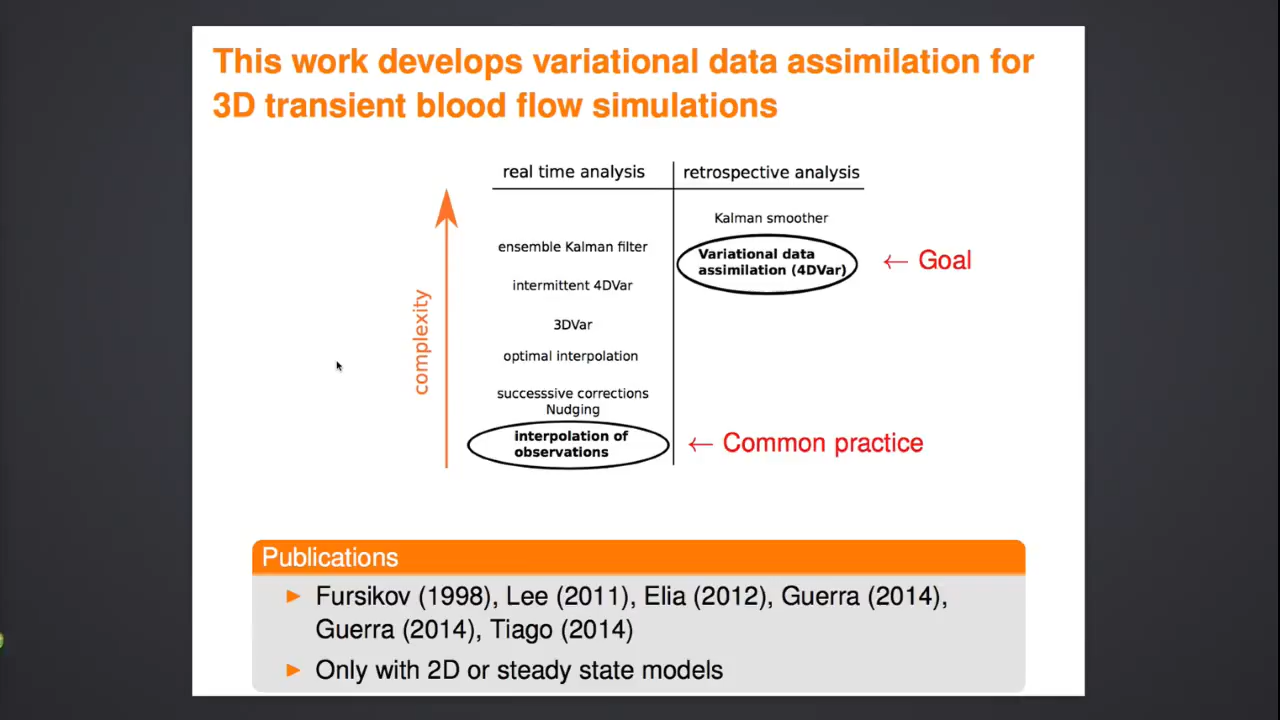 This work develops variational data assimilation for
3D transient blood flow simulations
real time analysis
retrospective analysis
Kalman smoother
ensemble Kalman filter
Variational data
assimilation (4DVar)
← Goal
intermittent 4DVar
complexity
3DVar
optimal interpolation
successsive corrections
Nudging
interpolation of
observations
← Common practice
Publications
► Fursikov (1998), Lee (2011), Elia (2012), Guerra (2014),
Guerra (2014), Tiago (2014)
► Only with 2D or steady state models